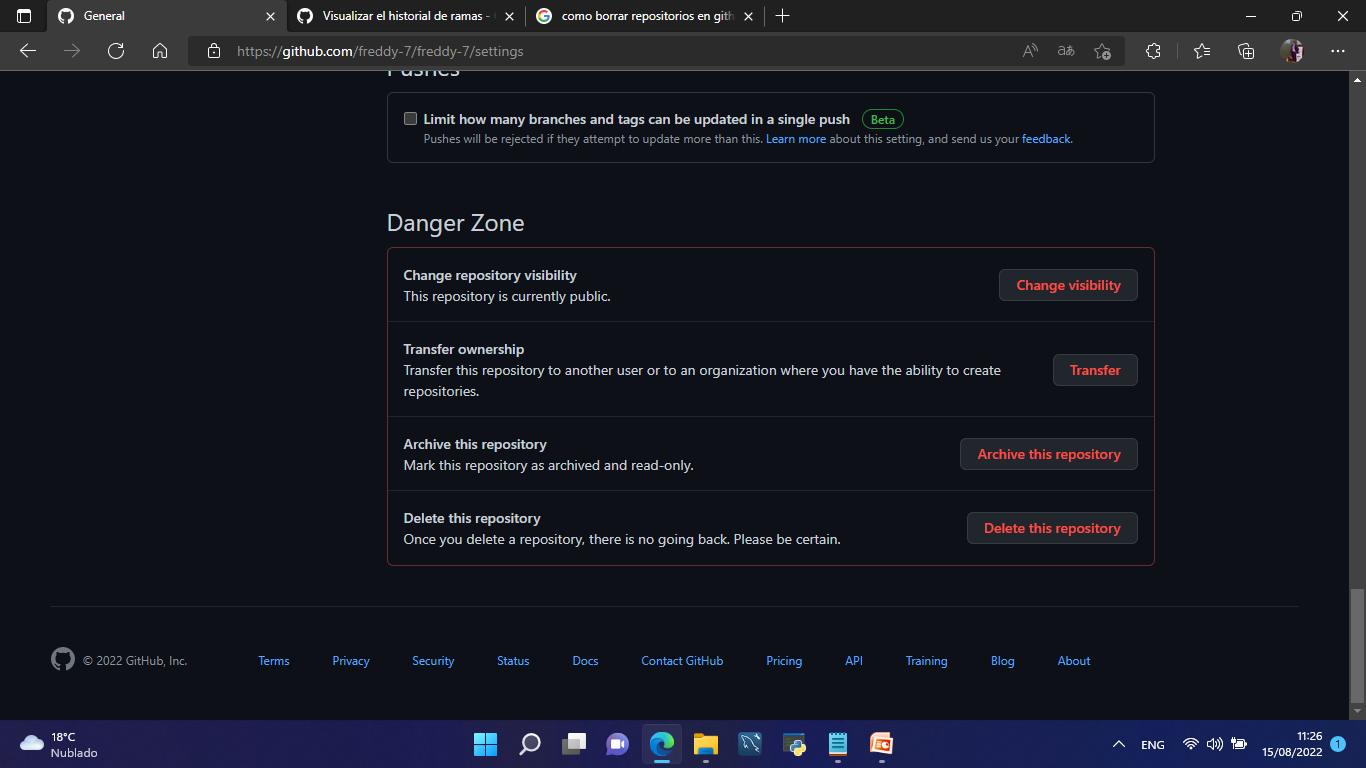 General
Visualizar el historial de ramas -
como borrar repositorios en gith
https://github.com/freddy-7/freddy-7/settings
Pushes
Limit how many branches and tags can be updated in a single push
Beta
Pushes will be rejected if they attempt to update more than this. Learn more about this setting, and send us your feedback.
Danger Zone
Change repository visibility
This repository is currently public.
Change visibility
Transfer ownership
Transfer this repository to another user or to an organization where you have the ability to create
repositories.
Transfer
Archive this repository
Mark this repository as archived and read-only.
Archive this repository
Delete this repository
Once you delete a repository, there is no going back. Please be certain.
Delete this repository
© 2022 GitHub, Inc.
Terms
Privacy
Security
Status
Docs
Contact GitHub
Pricing
API
Training
Blog
About
18°C
Nublado
ENG
11:26
15/08/2022
1